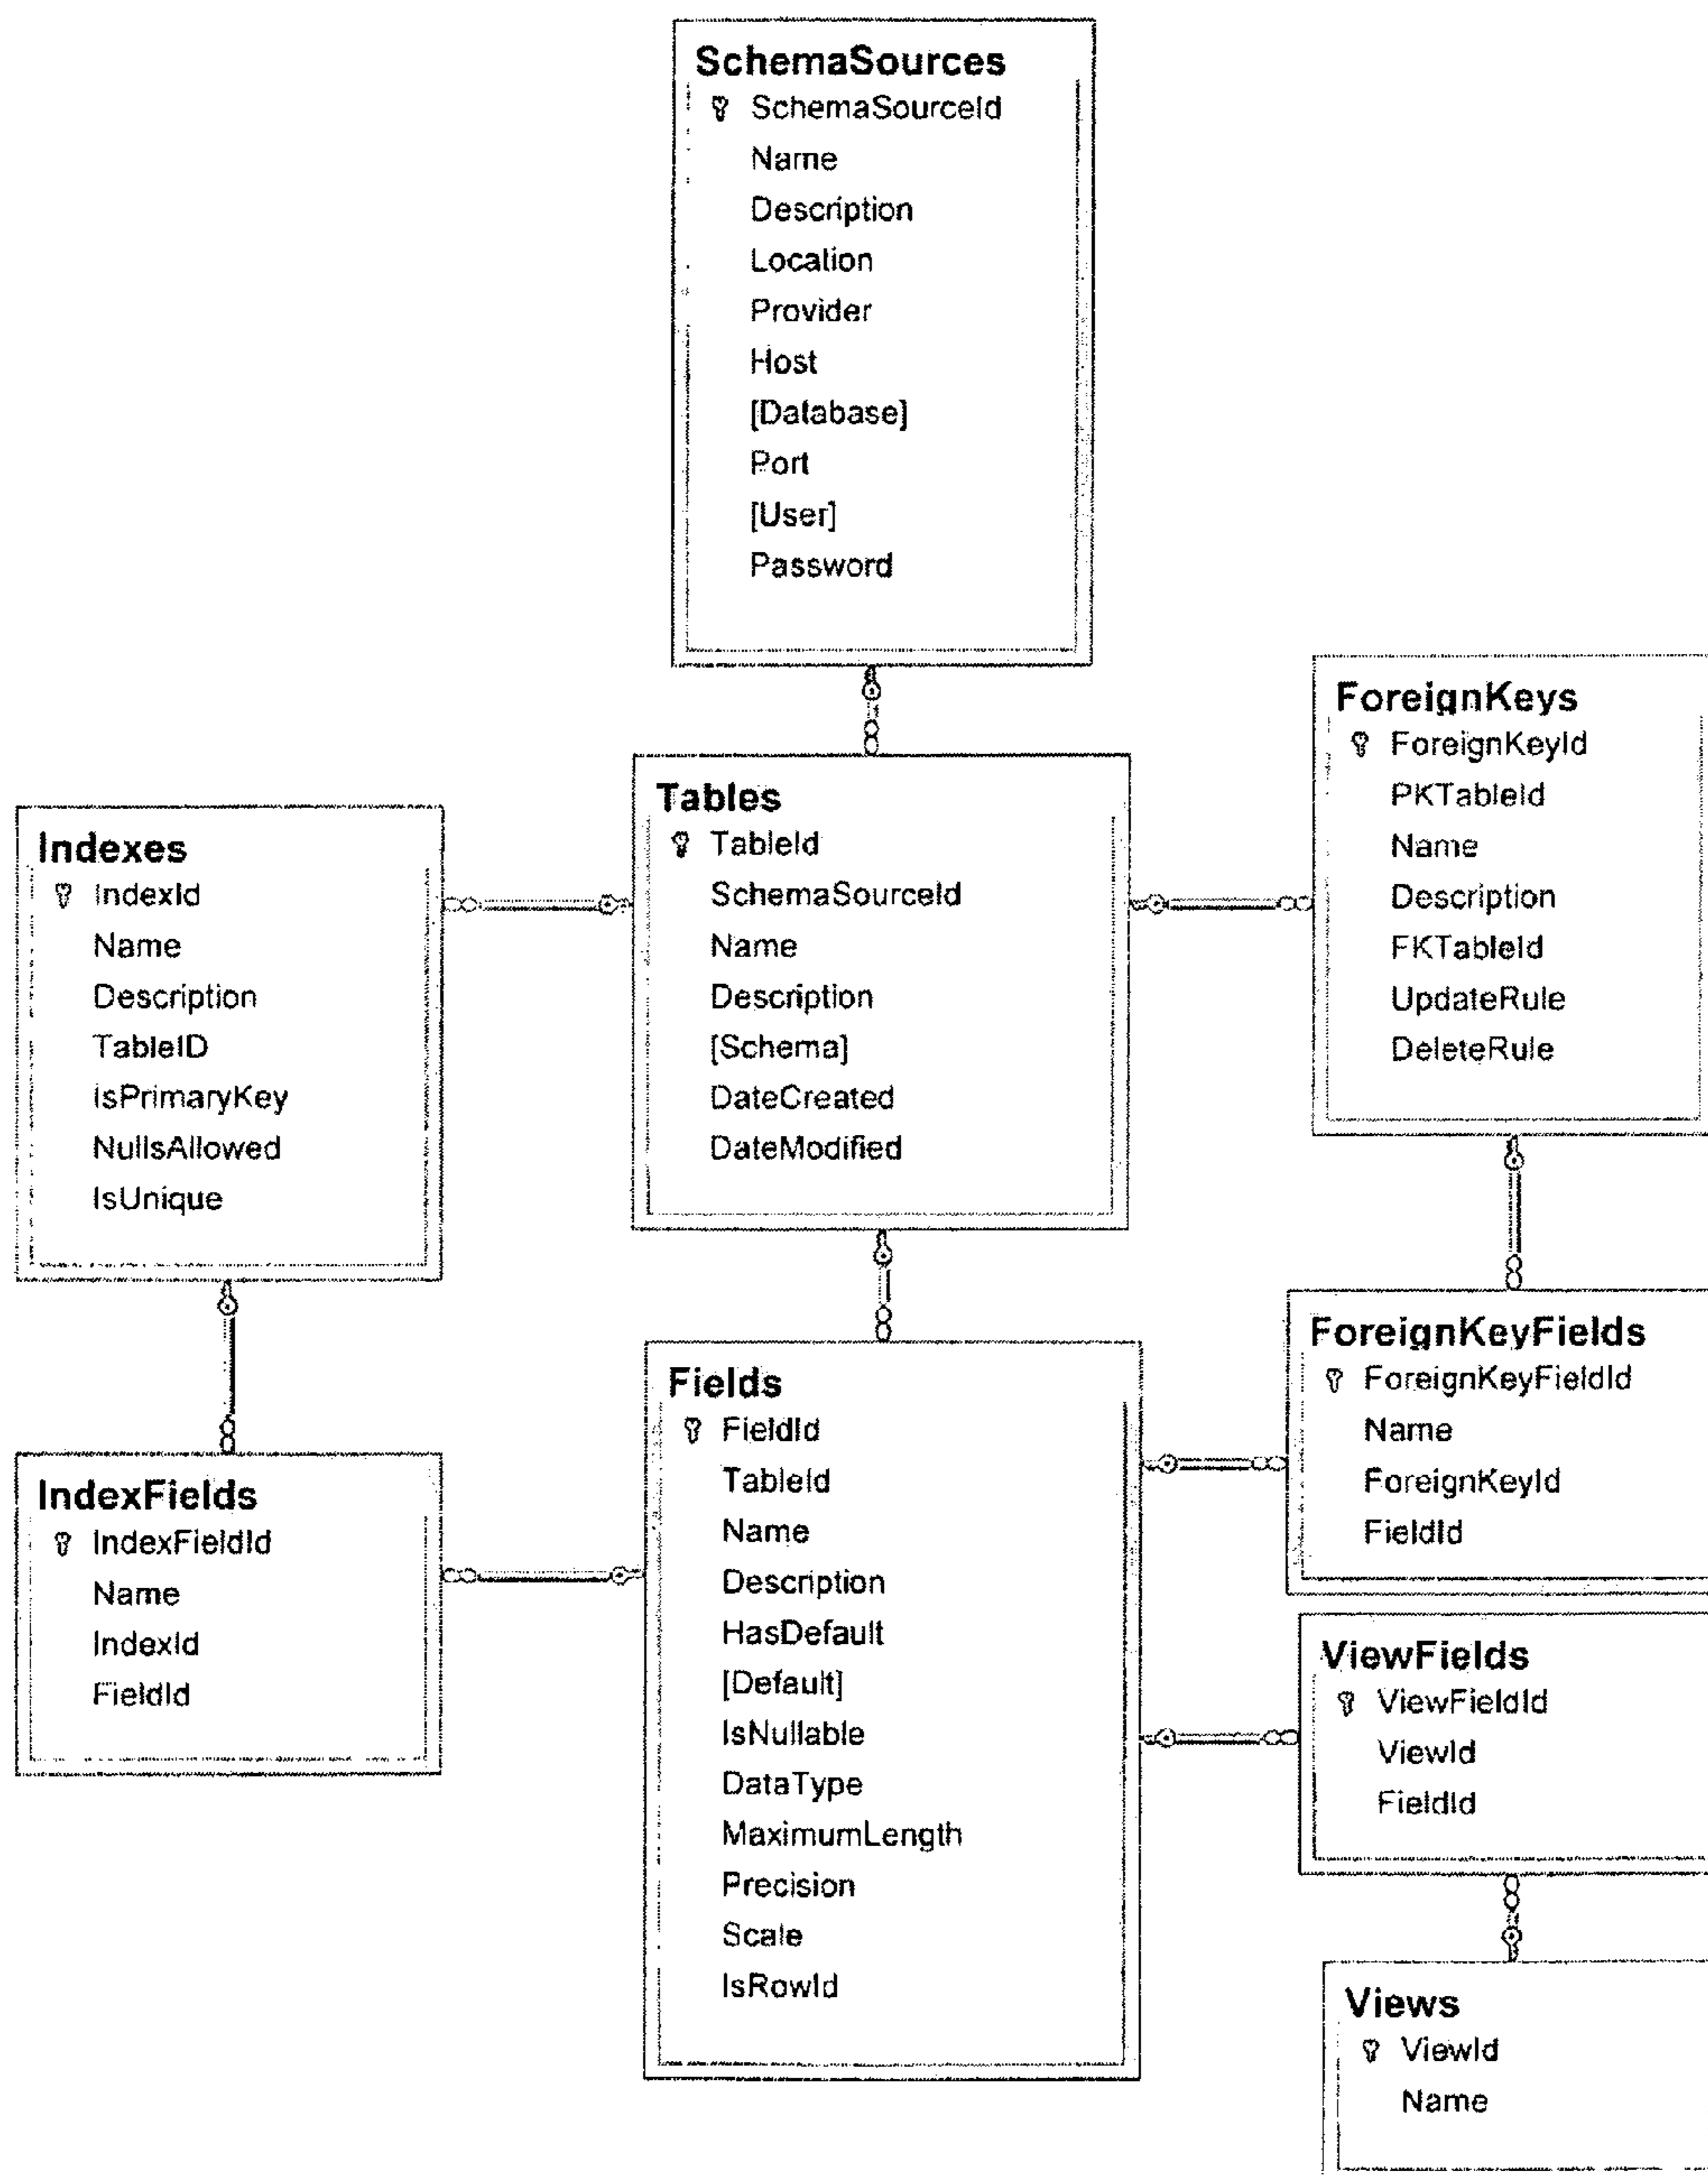 SchemaSources
SchemaSourceId
Name
Description
Location
Provider
Host
[Database]
Port
[User]
Password
ForeignKeys
ForeignKeyId
PKTableId
Name
Description
FKTableId
UpdateRule
DeleteRule
Tables
TableId
SchemaSourceId
Name
Description
[Schema]
DateCreated
DateModified
Indexes
IndexId
Name
Description
TableID
IsPrimaryKey
NullsAllowed
IsUnique
ForeignKeyFields
ForeignKeyFieldId
Name
ForeignKeyId
FieldId
Fields
FieldId
TableId
Name
Description
HasDefault
[Default]
IsNullable
DataType
MaximumLength
Precision
Scale
IsRowId
IndexFields
IndexFieldId
Name
IndexId
FieldId
ViewFields
ViewFieldId
ViewId
FieldId
Views
ViewId
Name